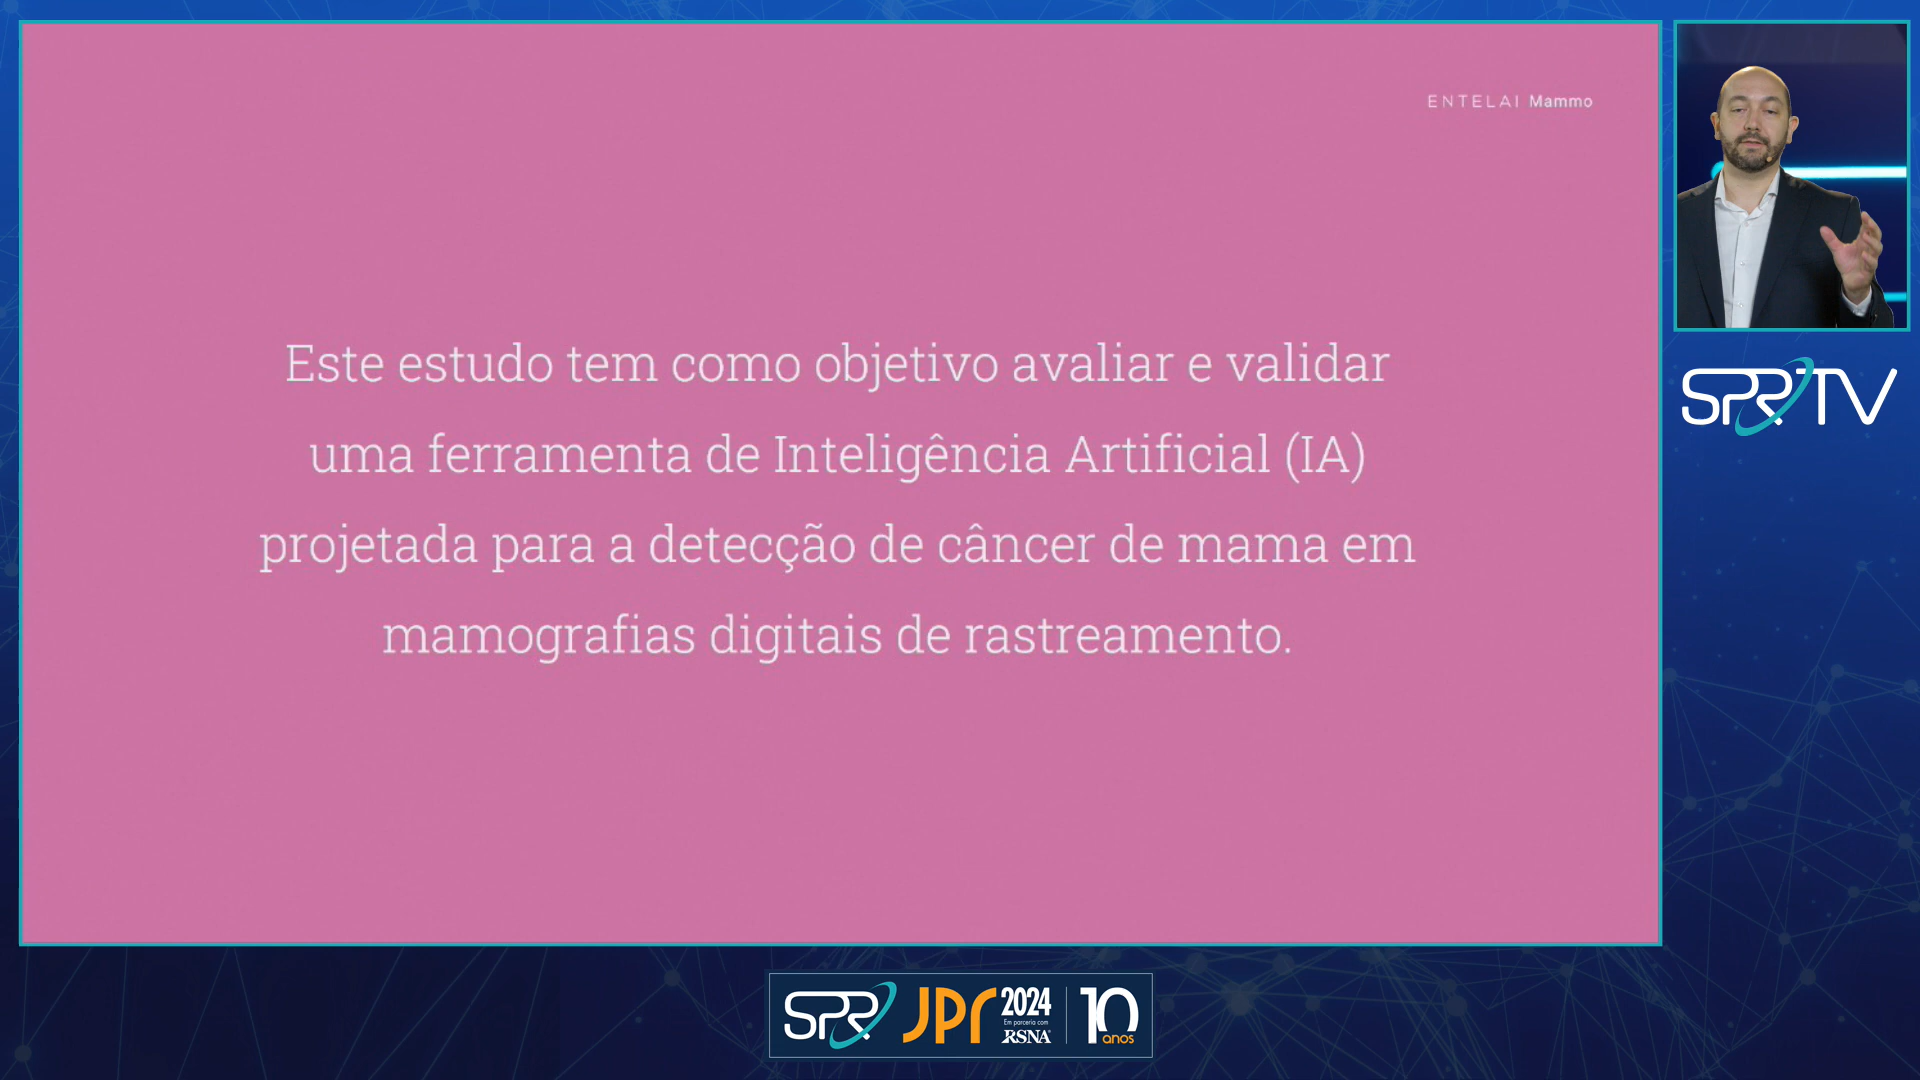 ENTELAI Mammo
Este estudo tem como objetivo avaliar e validar
uma ferramenta de Inteligência Artificial (IA)
projetada para a detecção de câncer de mama em
mamografias digitais de rastreamento.
SPR TV
SPR JPR 2024
Em parceria com
RSNA
10
anos